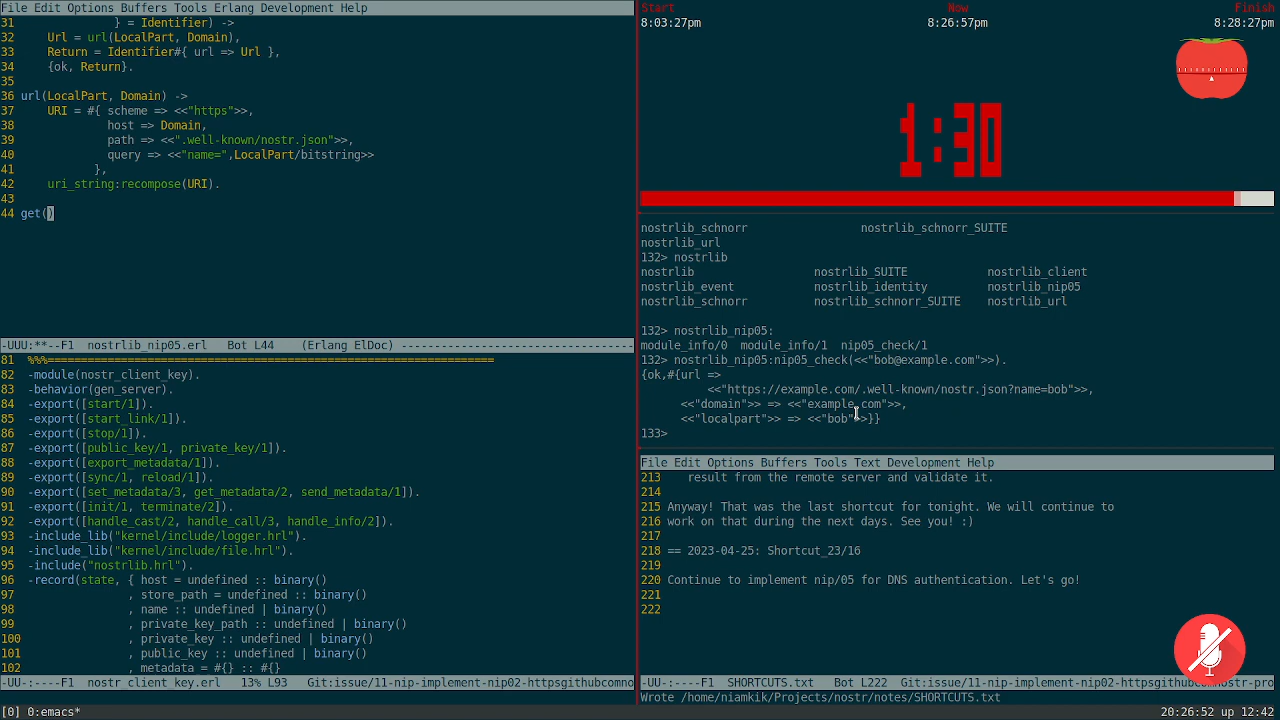 File Edit Options Buffers Tools Erlang Development Help
31               } = Identifier) ->
32     Url = url(LocalPart, Domain),
33     Return = Identifier#{ url => Url },
34     {ok, Return}.
35
36 url(LocalPart, Domain) ->
37     URI = #{ scheme => <<"https">>,
38              host => Domain,
39              path => <<".well-known/nostr.json">>,
40              query => <<"name=",LocalPart/bitstring>>
41            },
42     uri_string:recompose(URI).
43
44 get()
-UUU:**--F1  nostrlib_nip05.erl   Bot L44    (Erlang ElDoc) -----------------------------------
81  %%%===================================================================
82  -module(nostr_client_key).
83  -behavior(gen_server).
84  -export([start/1]).
85  -export([start_link/1]).
86  -export([stop/1]).
87  -export([public_key/1, private_key/1]).
88  -export([export_metadata/1]).
89  -export([sync/1, reload/1]).
90  -export([set_metadata/3, get_metadata/2, send_metadata/1]).
91  -export([init/1, terminate/2]).
92  -export([handle_cast/2, handle_call/3, handle_info/2]).
93  -include_lib("kernel/include/logger.hrl").
94  -include_lib("kernel/include/file.hrl").
95  -include("nostrlib.hrl").
96  -record(state, { host = undefined :: binary()
97                 , store_path = undefined :: binary()
98                 , name :: undefined | binary()
99                 , private_key_path :: undefined | binary()
100                , private_key :: undefined | binary()
101                , public_key :: undefined | binary()
102                , metadata = #{} :: #{}
-UU-:----F1  nostr_client_key.erl   13% L93    Git:issue/11-nip-implement-nip02-httpsgithubcomno
Start Now Finish
8:03:27pm 8:26:57pm 8:28:27pm
1:30
nostrlib_schnorr                 nostrlib_schnorr_SUITE
nostrlib_url
132> nostrlib
nostrlib                  nostrlib_SUITE            nostrlib_client
nostrlib_event            nostrlib_identity         nostrlib_nip05
nostrlib_schnorr          nostrlib_schnorr_SUITE    nostrlib_url
132> nostrlib_nip05:
module_info/0  module_info/1  nip05_check/1
132> nostrlib_nip05:nip05_check(<<"bob@example.com">>).
{ok,#{url =>
          <<"https://example.com/.well-known/nostr.json?name=bob">>,
      <<"domain">> => <<"example.com">>,
      <<"localpart">> => <<"bob">>}}
133>
File Edit Options Buffers Tools Text Development Help
213    result from the remote server and validate it.
214
215 Anyway! That was the last shortcut for tonight. We will continue to
216 work on that during the next days. See you! :)
217
218 == 2023-04-25: Shortcut_23/16
219
220 Continue to implement nip/05 for DNS authentication. Let's go!
221
222
-UU-:----F1  SHORTCUTS.txt   Bot L222   Git:issue/11-nip-implement-nip02-httpsgithubcomnostr-pro
Wrote /home/niamkik/Projects/nostr/notes/SHORTCUTS.txt
[0] 0:emacs* 20:26:52 up 12:42